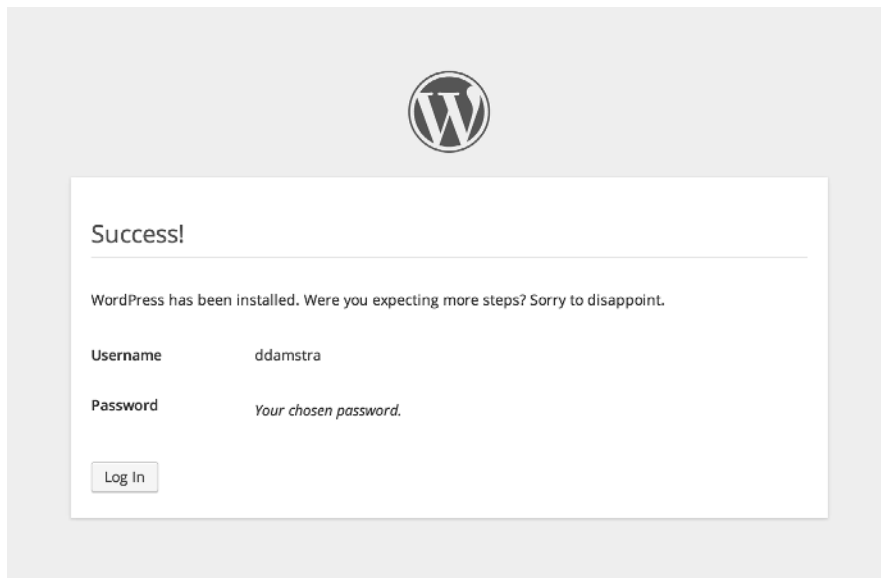 Success!
WordPress has been installed. Were you expecting more steps? Sorry to disappoint.
Username ddamstra
Password Your chosen password.
Log In